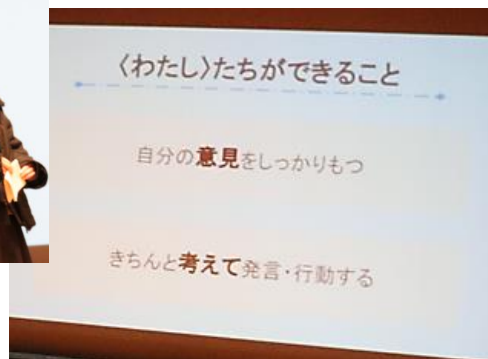 〈わたし〉たちができること
自分の意見をしっかりもつ
きちんと考えて発言・行動する